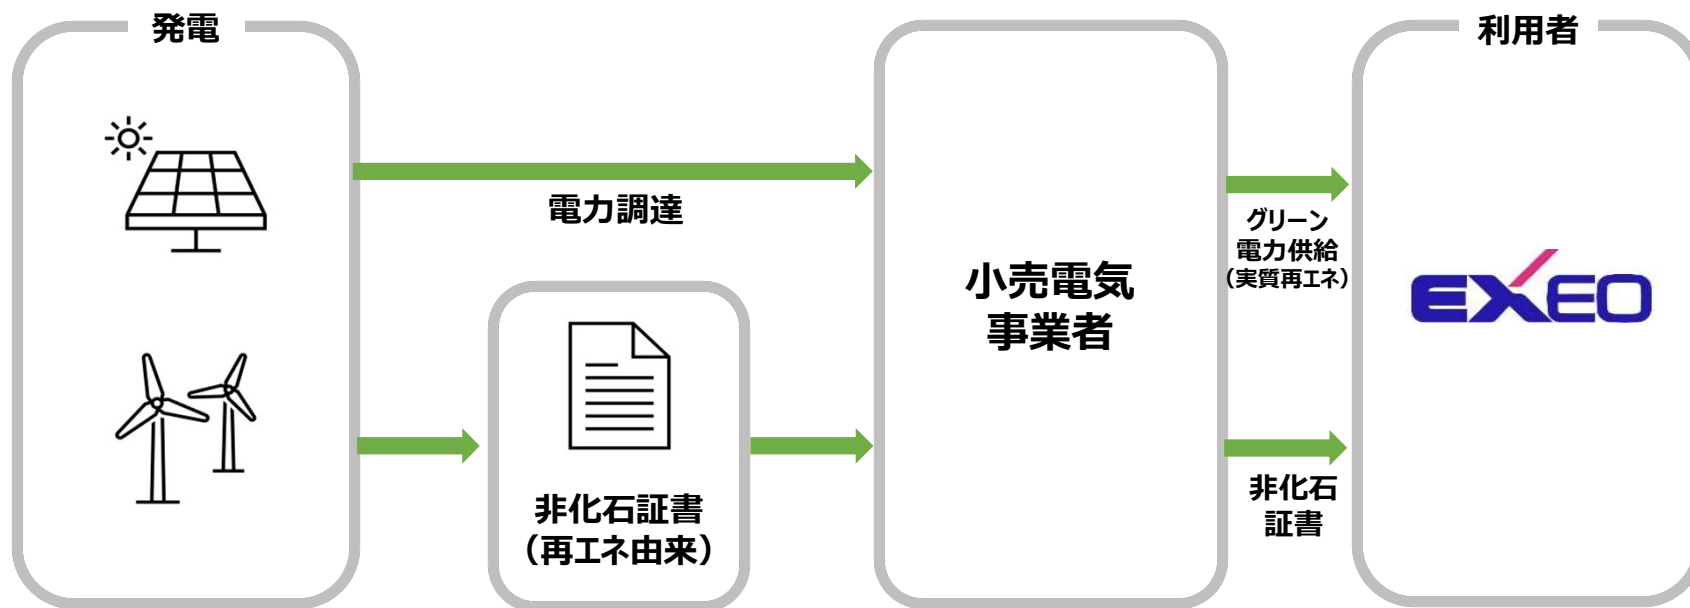 発電
利用者
電力調達
グリーン
電力供給
（実質再エネ）
小売電気
事業者
EXEO
非化石証書
（再エネ由来）
非化石
証書